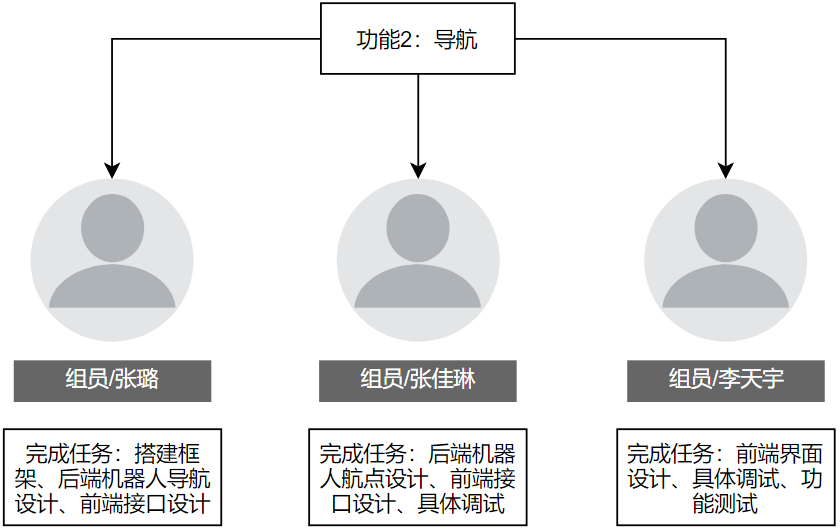 功能2：导航
组员/张璐
组员/张佳琳
组员/李天宇
完成任务：搭建框
架、后端机器人导航
设计、前端接口设计
完成任务：后端机器
人航点设计、前端接
口设计、具体调试
完成任务：前端界面
设计、具体调试、功
能测试